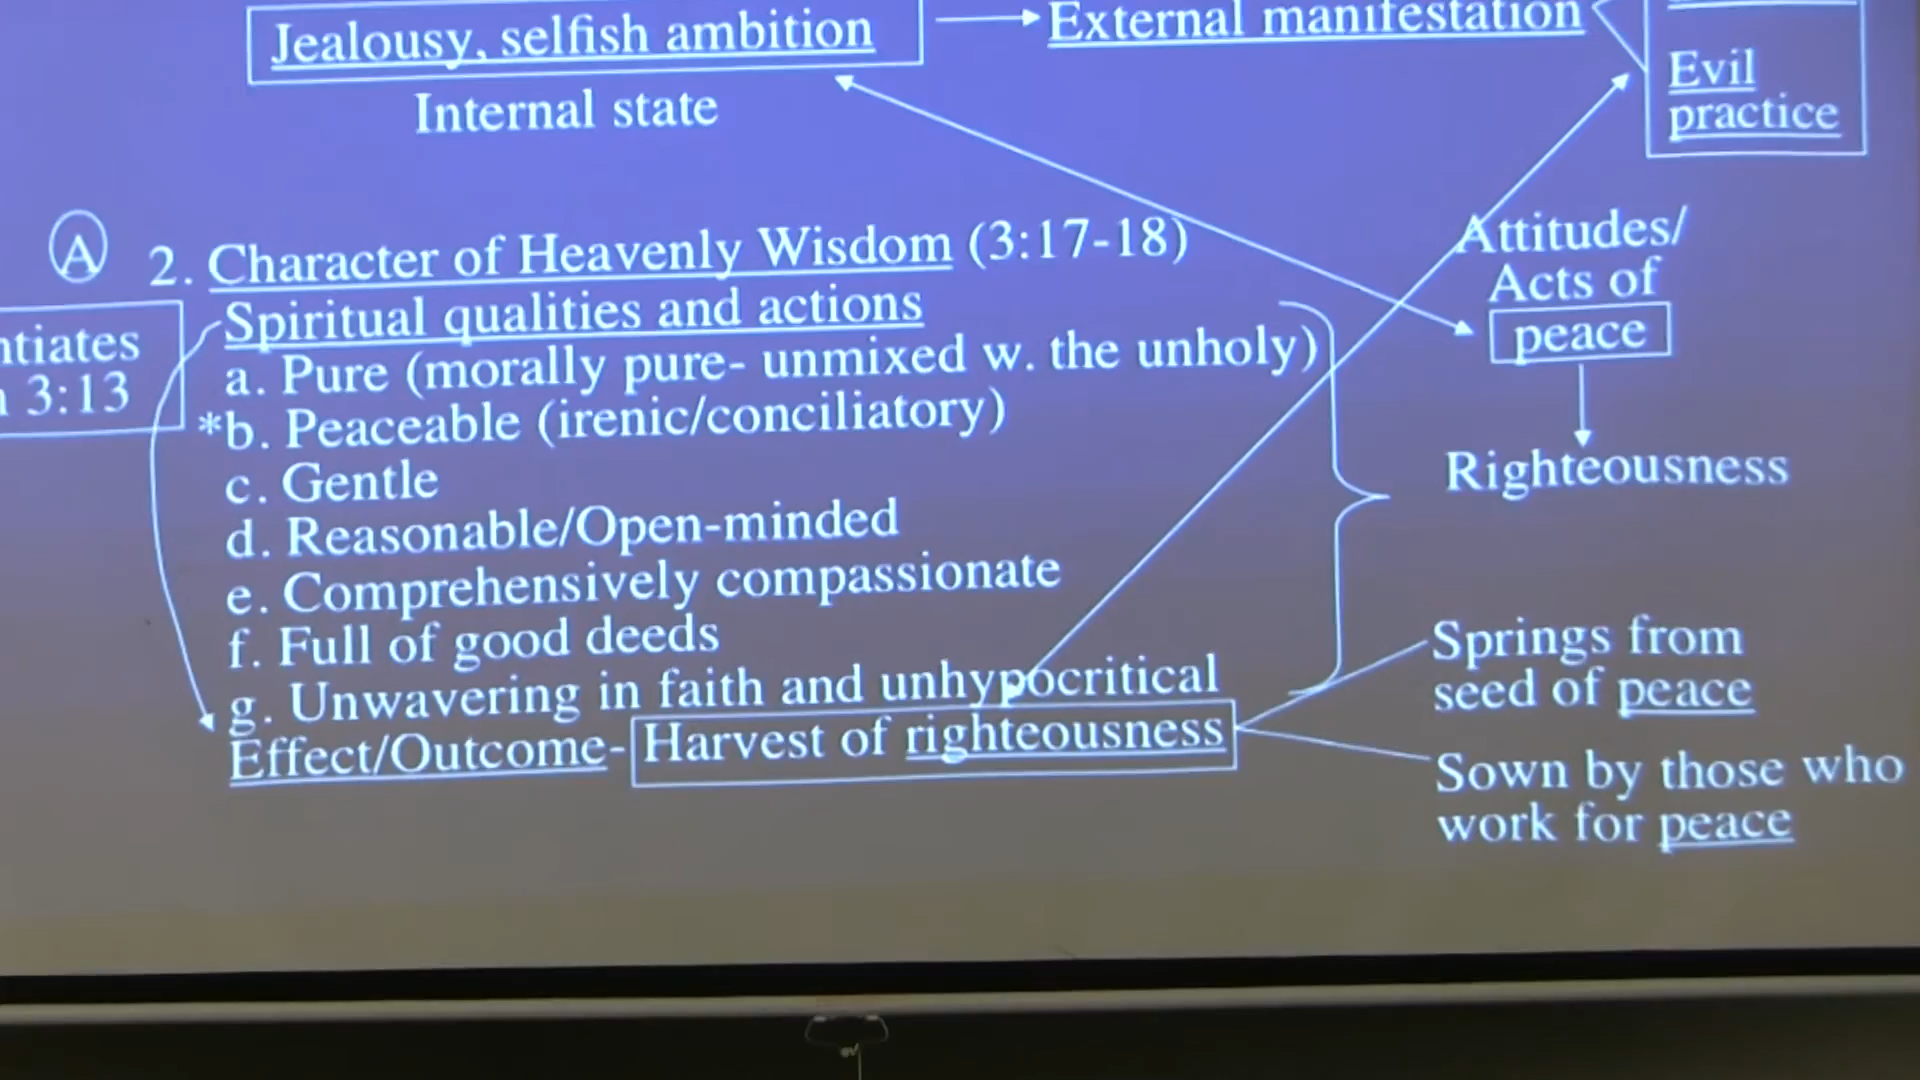 Jealousy, selfish ambition
External manifestation
Evil
practice
Internal state
A
2. Character of Heavenly Wisdom (3:17-18)
Spiritual qualities and actions
a. Pure (morally pure- unmixed w. the unholy)
*b. Peaceable (irenic/conciliatory)
c. Gentle
d. Reasonable/Open-minded
e. Comprehensively compassionate
f. Full of good deeds
g. Unwavering in faith and unhypocritical
Effect/Outcome- Harvest of righteousness
3:13
Attitudes/
Acts of
peace
Righteousness
Springs from
seed of peace
Sown by those who
work for peace